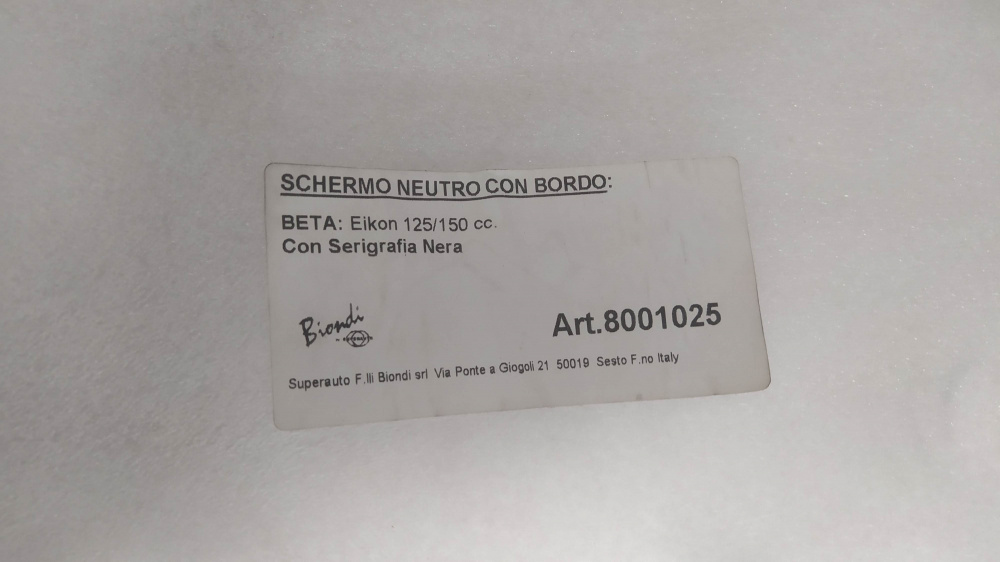 SCHERMO NEUTRO CON BORDO:
BETA: Eikon 125/150 cc.
Con Serigrafia Nera
Biondi
Art.8001025
Superauto F.lli Biondi srl Via Ponte a Giogoli 21 50019 Sesto F.no Italy